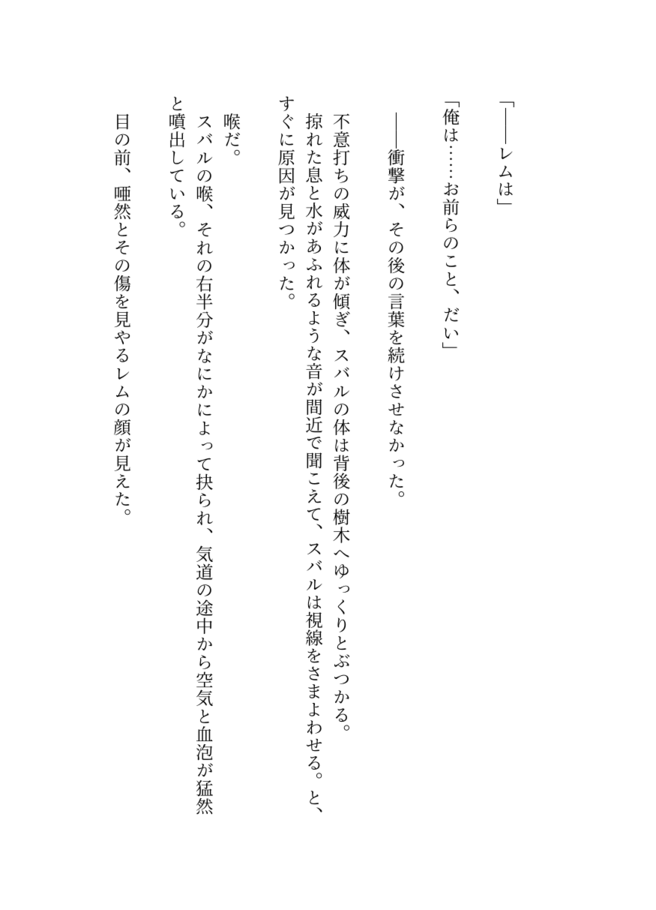 「――レムは」
「俺は……お前らのこと、だい」
――衝撃が、その後の言葉を続けさせなかった。
不意打ちの威力に体が傾ぎ、スバルの体は背後の樹木へゆっくりとぶつかる。
掠れた息と水があふれるような音が間近で聞こえて、スバルは視線をさまよわせる。と、
すぐに原因が見つかった。
喉だ。
スバルの喉、それの右半分がなにかによって抉られ、気道の途中から空気と血泡が猛然
と噴出している。
目の前、唖然とその傷を見やるレムの顔が見えた。